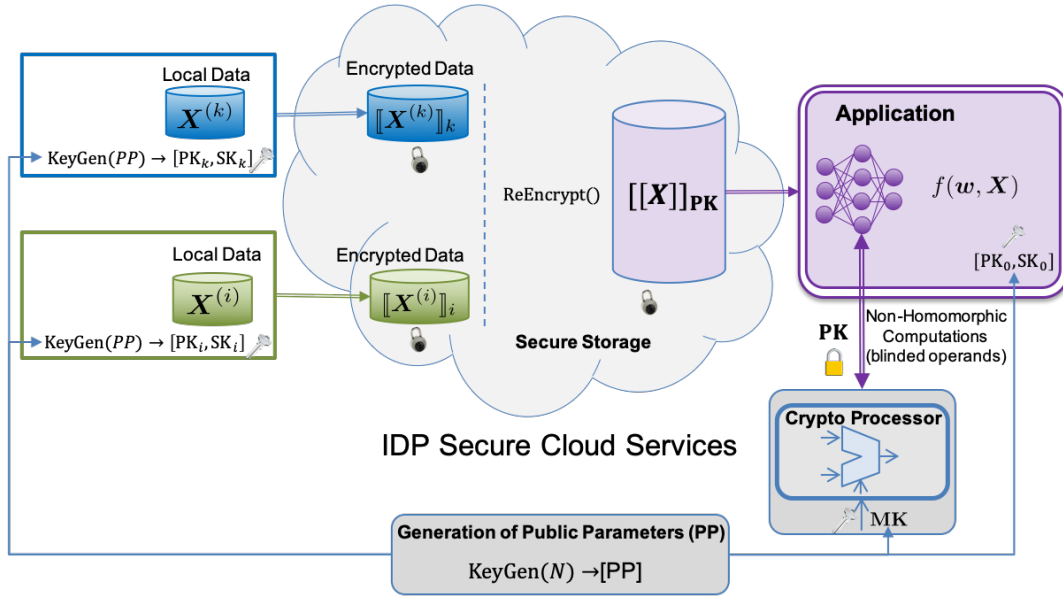 Local Data
X^(k)
KeyGen(PP) → [PK_k, SK_k]
Encrypted Data
⟦X^(k)⟧_k
Local Data
X^(i)
KeyGen(PP) → [PK_i, SK_i]
Encrypted Data
⟦X^(i)⟧_i
ReEncrypt()
[[X]]_PK
Secure Storage
IDP Secure Cloud Services
Application
f(w, X)
[PK_0,SK_0]
PK
Non-Homomorphic
Computations
(blinded operands)
Crypto Processor
MK
Generation of Public Parameters (PP)
KeyGen(N) →[PP]